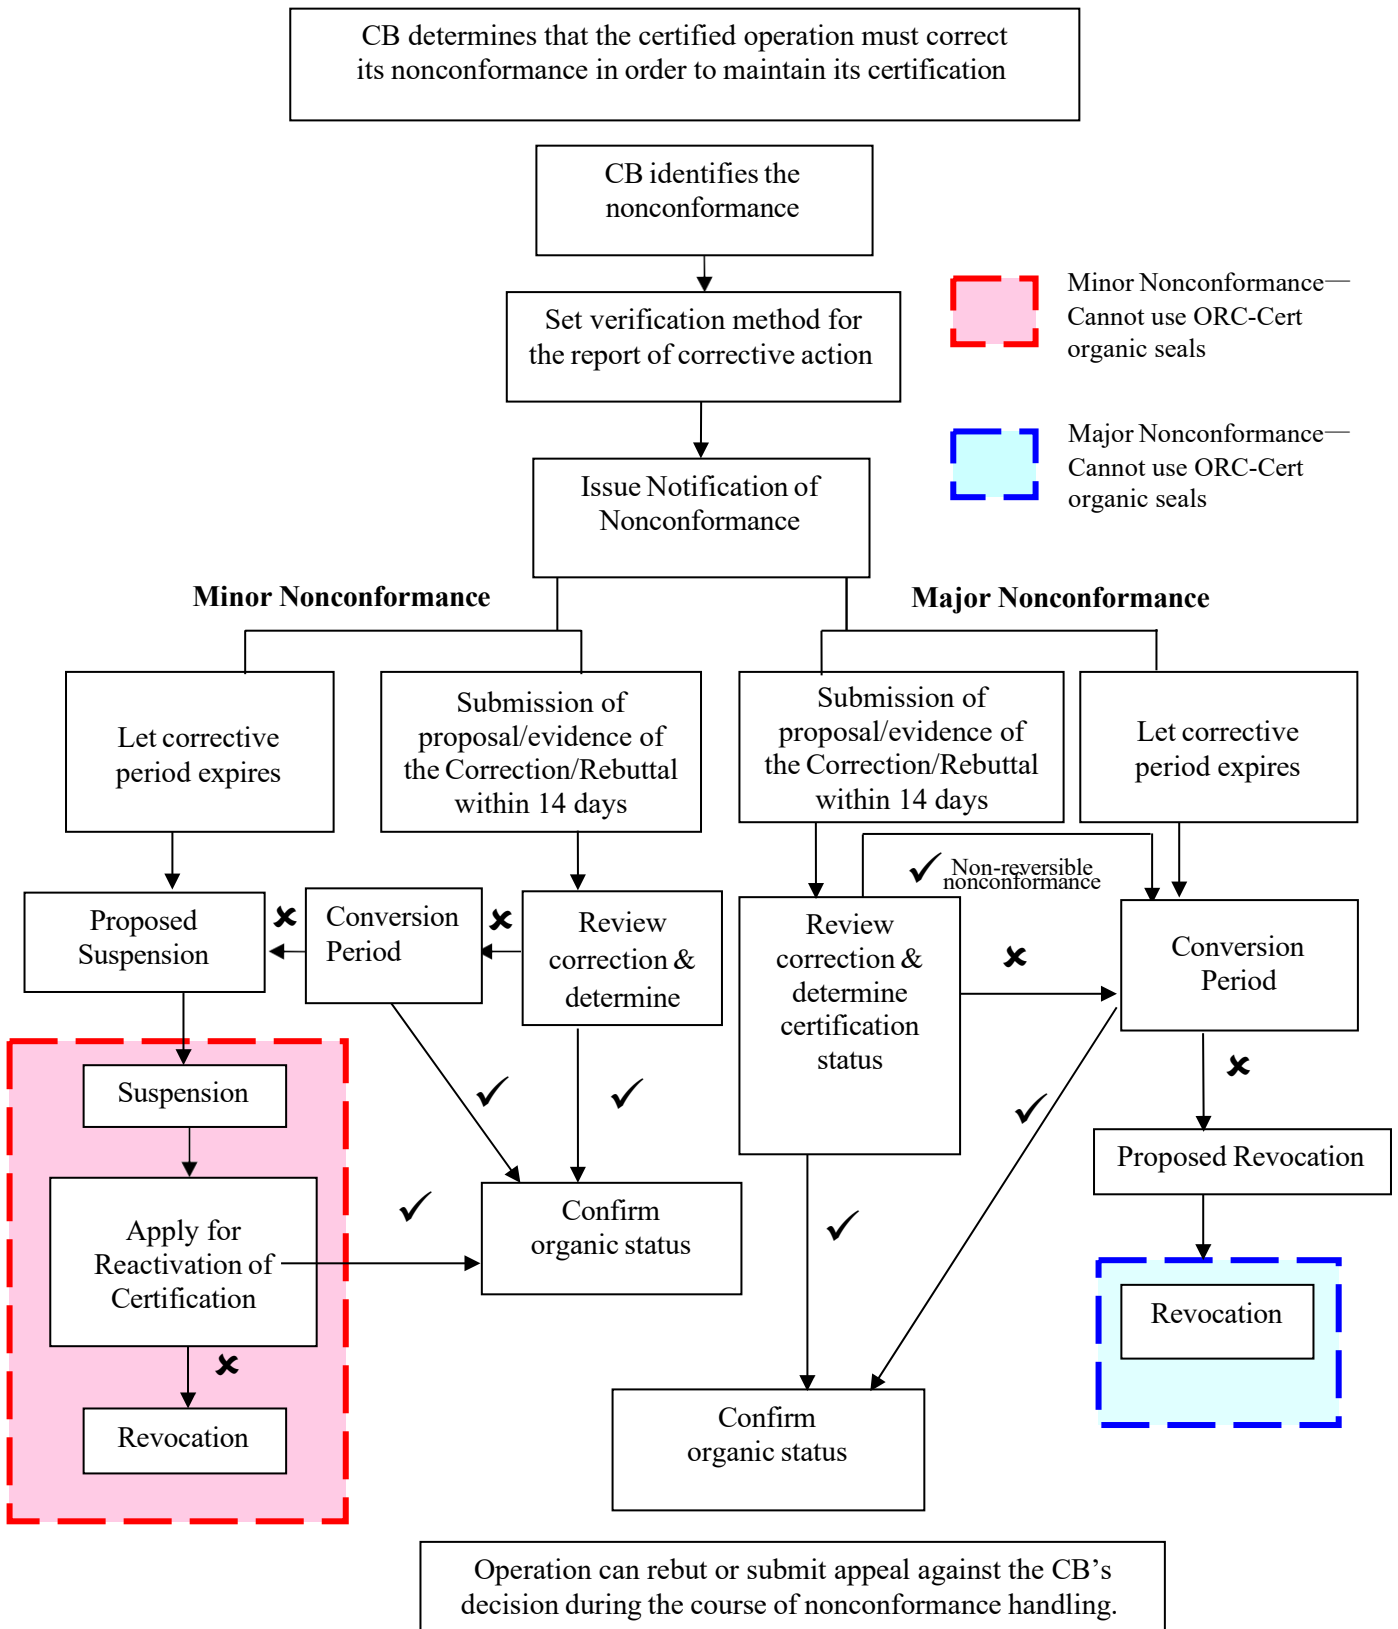 CB determines that the certified operation must correct
its nonconformance in order to maintain its certification
CB identifies the
nonconformance
Set verification method for
the report of corrective action
Issue Notification of
Nonconformance
Minor Nonconformance—
Cannot use ORC-Cert
organic seals
Major Nonconformance—
Cannot use ORC-Cert
organic seals
Minor Nonconformance
Major Nonconformance
Let corrective
period expires
Submission of
proposal/evidence of
the Correction/Rebuttal
within 14 days
Submission of
proposal/evidence of
the Correction/Rebuttal
within 14 days
Let corrective
period expires
Proposed
Suspension
✘
Conversion
Period
✘
Review
correction &
determine
Review
correction &
determine
certification
status
✓ Non-reversible
nonconformance
✘
Conversion
Period
Suspension
✓
✓
✓
✘
Proposed Revocation
Apply for
Reactivation of
Certification
✓
Confirm
organic status
✓
Revocation
✘
Revocation
Confirm
organic status
Operation can rebut or submit appeal against the CB’s
decision during the course of nonconformance handling.